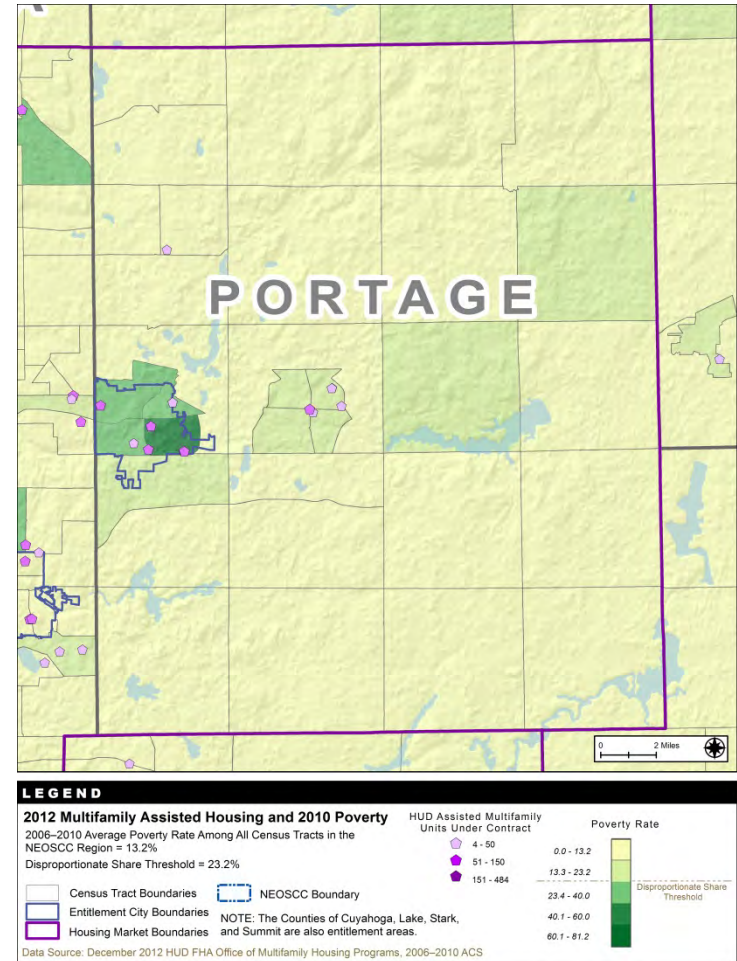 PORTAGE
0 2 Miles
LEGEND
2012 Multifamily Assisted Housing and 2010 Poverty
2006–2010 Average Poverty Rate Among All Census Tracts in the
NEOSCC Region = 13.2%
Disproportionate Share Threshold = 23.2%
Census Tract Boundaries
NEOSCC Boundary
Entitlement City Boundaries
Housing Market Boundaries
NOTE: The Counties of Cuyahoga, Lake, Stark,
and Summit are also entitlement areas.
HUD Assisted Multifamily
Units Under Contract
4 - 50
51 - 150
151 - 484
Poverty Rate
0.0 - 13.2
13.3 - 23.2
Disproportionate Share
Threshold
23.4 - 40.0
40.1 - 60.0
60.1 - 81.2
Data Source: December 2012 HUD FHA Office of Multifamily Housing Programs, 2006–2010 ACS